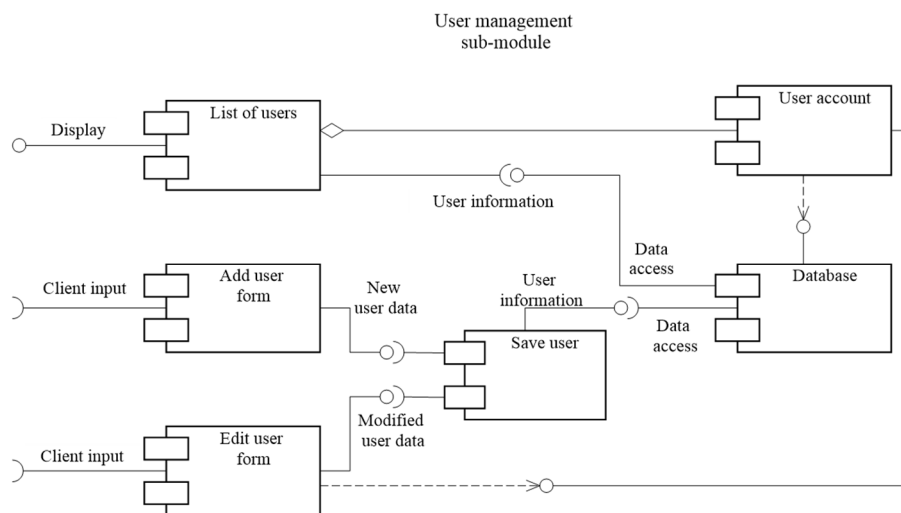 User management
sub-module
List of users
User account
Display
User information
Data
access
Database
Add user
form
Client input
New
user data
User
information
Data
access
Save user
Modified
user data
Edit user
form
Client input